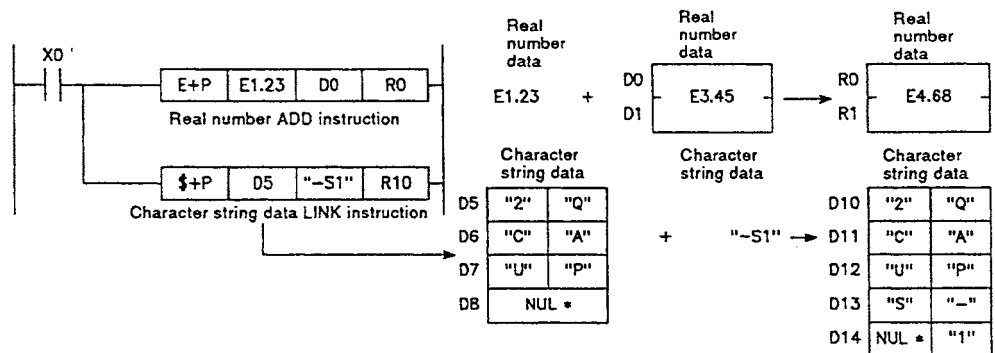 X0
E+P E1.23 D0 R0
Real number ADD instruction
$+P D5 "-S1" R10
Character string data LINK instruction
Real
number
data
E1.23 +
Real
number
data
D0
D1
E3.45
Real
number
data
R0
R1
E4.68
Character
string data
D5 "2" "Q"
D6 "C" "A"
D7 "U" "P"
D8 NUL *
+
Character
string data
"-S1"
Character
string data
D10 "2" "Q"
D11 "C" "A"
D12 "U" "P"
D13 "S" "-"
D14 NUL * "1"